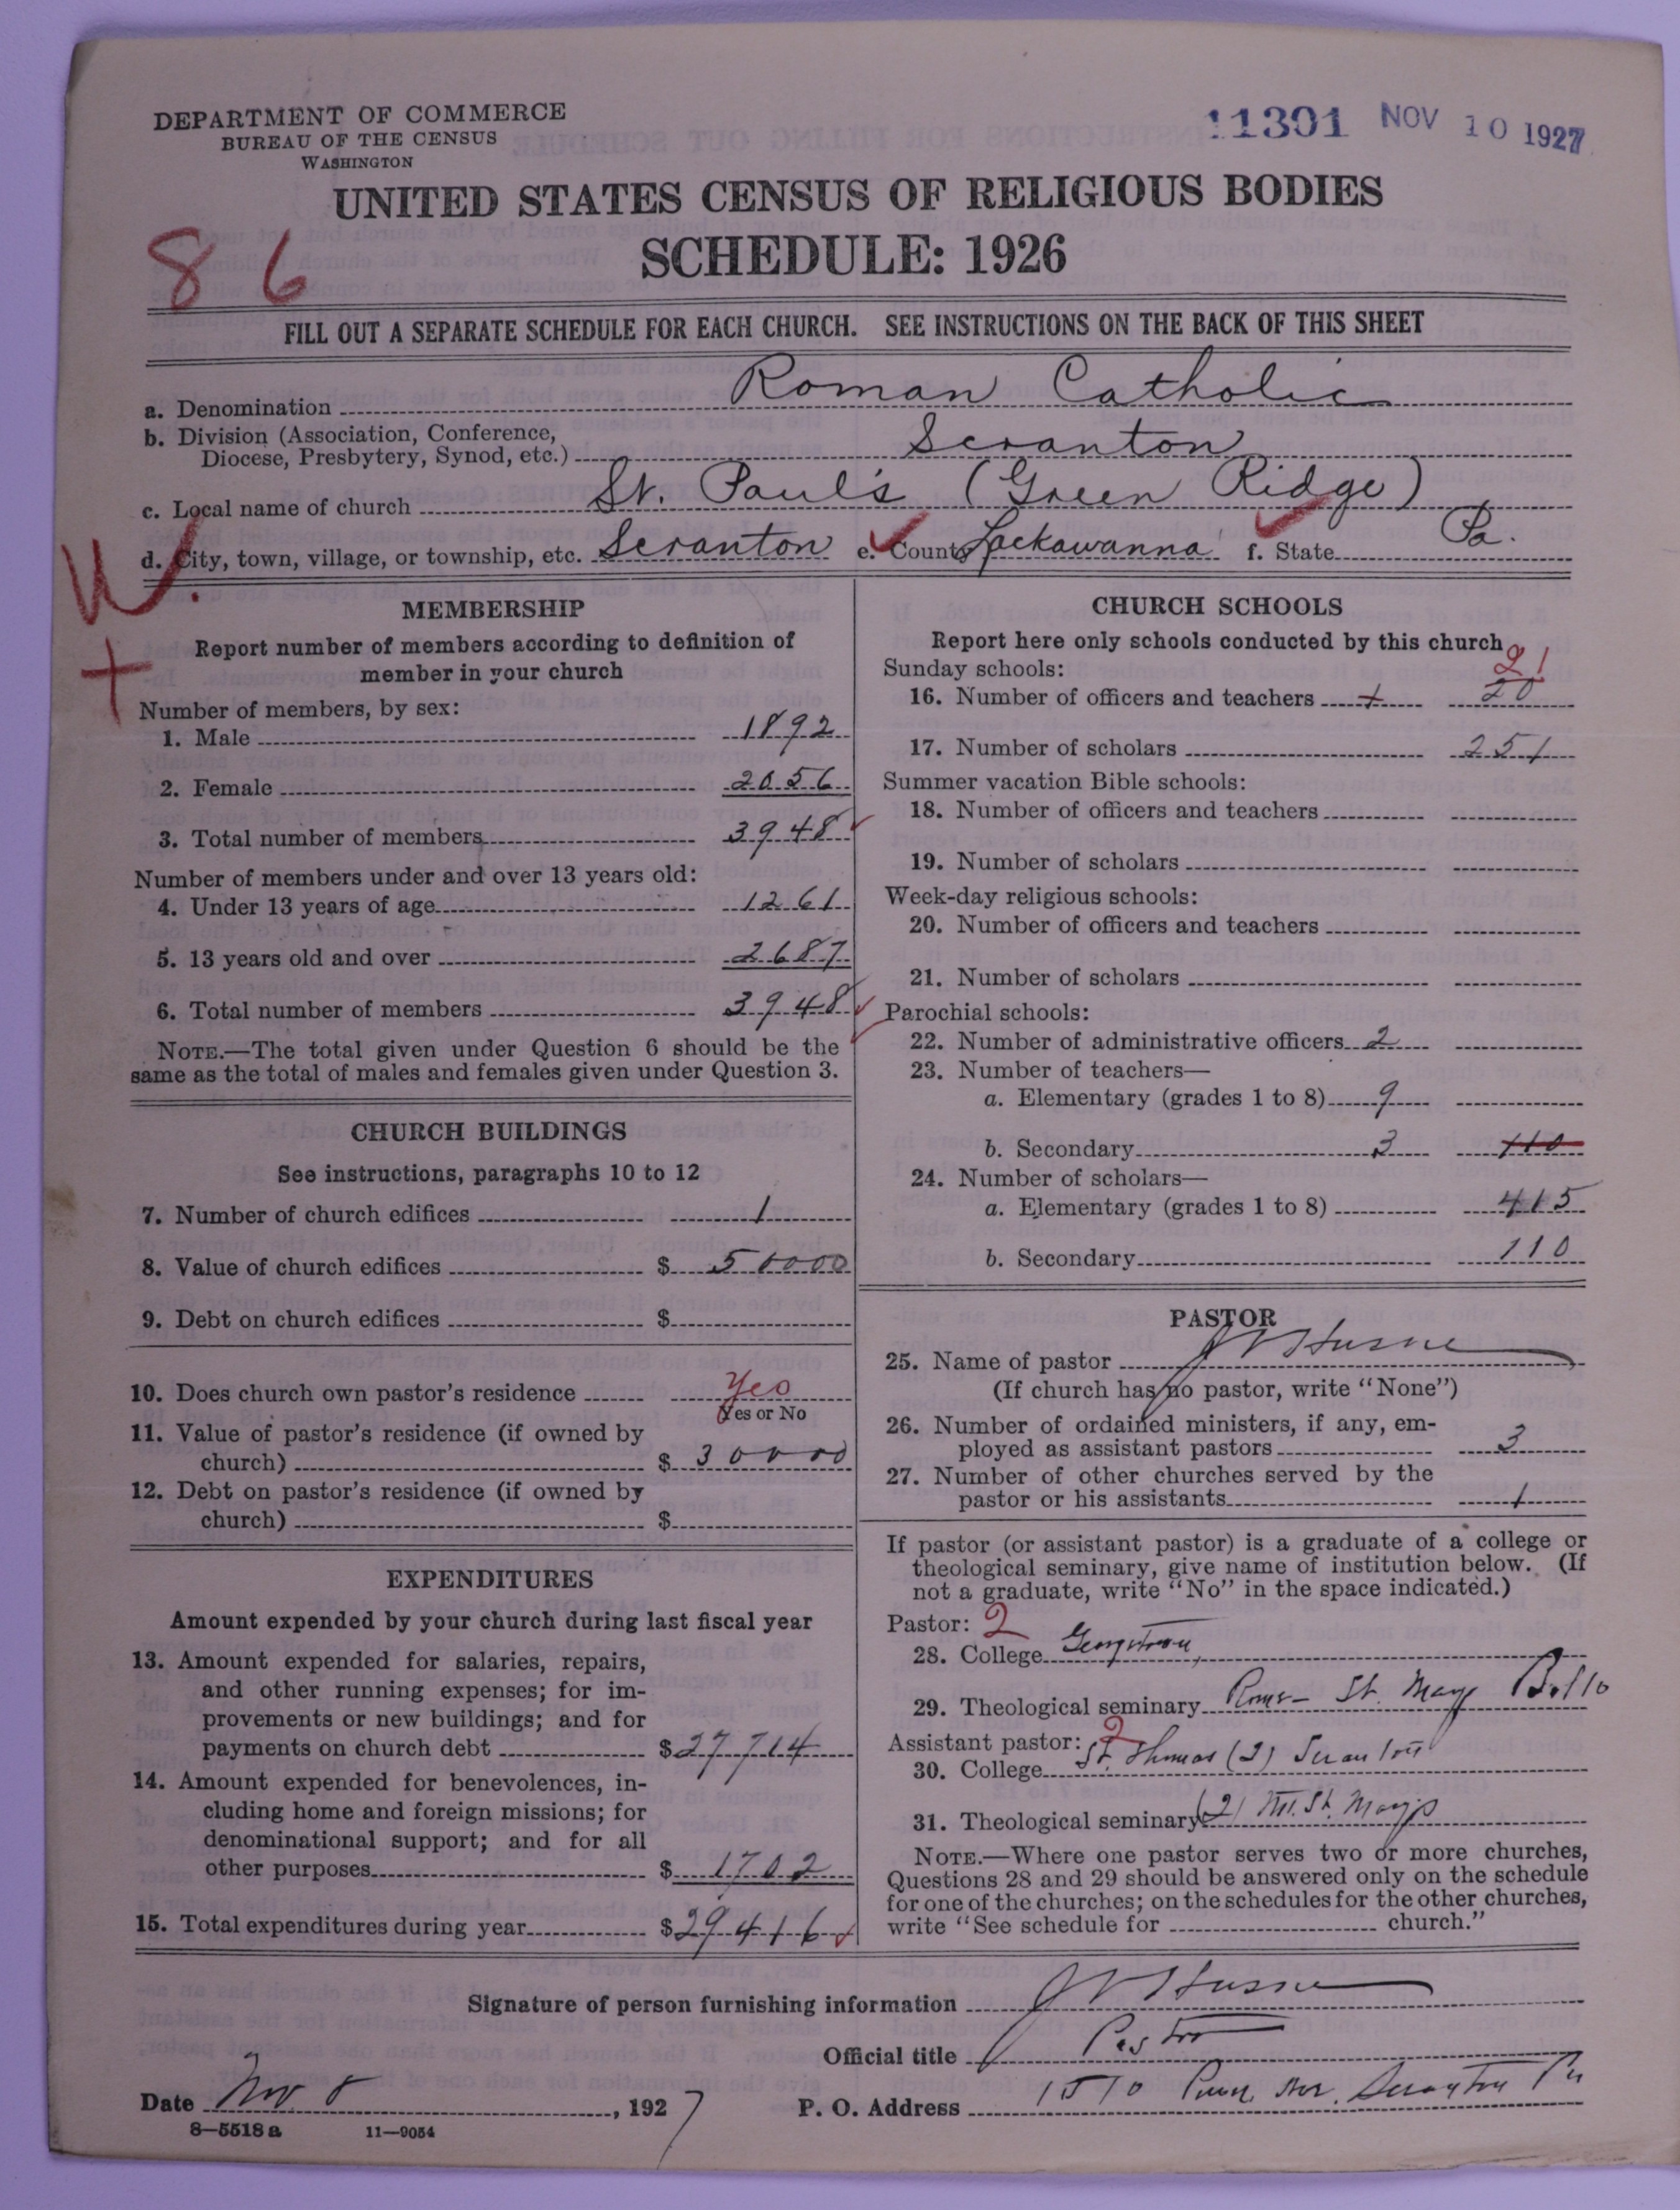 DEPARTMENT OF COMMERCE
BUREAU OF THE CENSUS
WASHINGTON
11301 NOV 10 1927
UNITED STATES CENSUS OF RELIGIOUS BODIES
SCHEDULE: 1926
86
FILL OUT A SEPARATE SCHEDULE FOR EACH CHURCH. SEE INSTRUCTIONS ON THE BACK OF THIS SHEET
a. Denomination Roman Catholic
b. Division (Association, Conference,
Diocese, Presbytery, Synod, etc.) Scranton
c. Local name of church St. Paul's (Green Ridge)
d. City, town, village, or township, etc. Scranton e. County Lackawanna f. State Pa.
W.
+
MEMBERSHIP
Report number of members according to definition of
member in your church
Number of members, by sex:
1. Male 1892
2. Female 2056
3. Total number of members 3948
Number of members under and over 13 years old:
4. Under 13 years of age 1261
5. 13 years old and over 2687
6. Total number of members 3948
NOTE.—The total given under Question 6 should be the
same as the total of males and females given under Question 3.
CHURCH BUILDINGS
See instructions, paragraphs 10 to 12
7. Number of church edifices 1
8. Value of church edifices $ 50000
9. Debt on church edifices $
10. Does church own pastor's residence Yes
Yes or No
11. Value of pastor's residence (if owned by
church) $ 30000
12. Debt on pastor's residence (if owned by
church) $
EXPENDITURES
Amount expended by your church during last fiscal year
13. Amount expended for salaries, repairs,
and other running expenses; for im-
provements or new buildings; and for
payments on church debt $ 27714
14. Amount expended for benevolences, in-
cluding home and foreign missions; for
denominational support; and for all
other purposes $ 1702
15. Total expenditures during year $ 29416
CHURCH SCHOOLS
Report here only schools conducted by this church
Sunday schools:
21
16. Number of officers and teachers + 20
17. Number of scholars 251
Summer vacation Bible schools:
18. Number of officers and teachers
19. Number of scholars
Week-day religious schools:
20. Number of officers and teachers
21. Number of scholars
Parochial schools:
22. Number of administrative officers 2
23. Number of teachers—
a. Elementary (grades 1 to 8) 9
b. Secondary 3 110
24. Number of scholars—
a. Elementary (grades 1 to 8) 415
b. Secondary 110
PASTOR
25. Name of pastor
(If church has no pastor, write "None")
26. Number of ordained ministers, if any, em-
ployed as assistant pastors 3
27. Number of other churches served by the
pastor or his assistants 1
If pastor (or assistant pastor) is a graduate of a college or
theological seminary, give name of institution below. (If
not a graduate, write "No" in the space indicated.)
Pastor: 2
28. College Georgetown
29. Theological seminary Rome - St. Marys
Assistant pastor: 2
30. College St. Thomas (2) Scranton
31. Theological seminary (2) Mt. St. Marys
NOTE.—Where one pastor serves two or more churches,
Questions 28 and 29 should be answered only on the schedule
for one of the churches; on the schedules for the other churches,
write "See schedule for church."
Signature of person furnishing information
Official title Pastor
Date Nov 8, 1927 P. O. Address 1510 Penn Ave. Scranton Pa
8—5518 a 11—9054